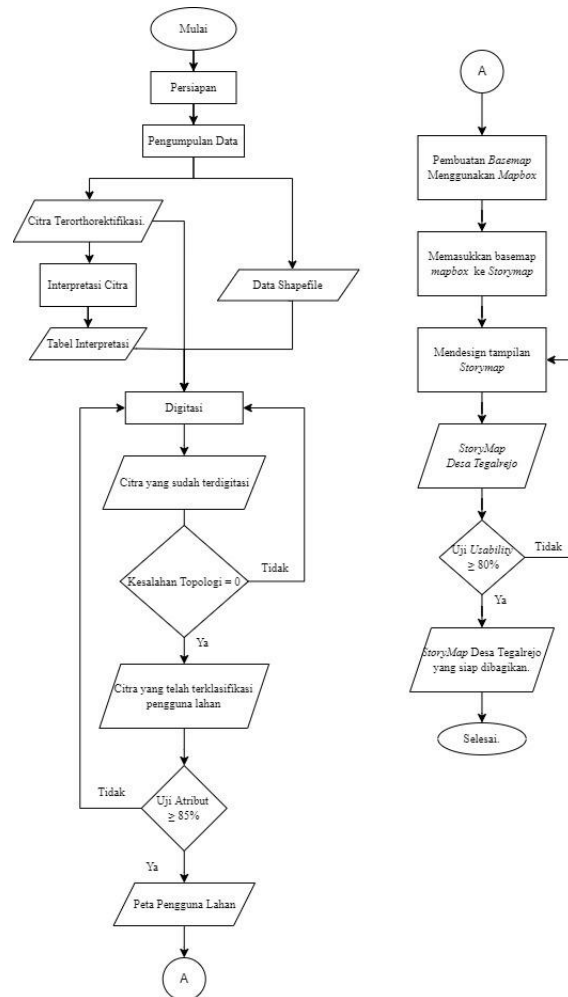 Mulai
Persiapan
Pengumpulan Data
Citra Terorthorektifikasi.
Interpretasi Citra
Data Shapefile
Tabel Interpretasi
Digitasi
Citra yang sudah terdigitasi
Kesalahan Topologi = 0
Tidak
Ya
Citra yang telah terklasifikasi
pengguna lahan
Tidak
Uji Atribut
≥ 85%
Ya
Peta Pengguna Lahan
A
A
Pembuatan Basemap
Menggunakan Mapbox
Memasukkan basemap
mapbox ke Storymap
Mendesign tampilan
Storymap
StoryMap
Desa Tegalrejo
Uji Usability
≥ 80%
Tidak
Ya
StoryMap Desa Tegalrejo
yang siap dibagikan.
Selesai.